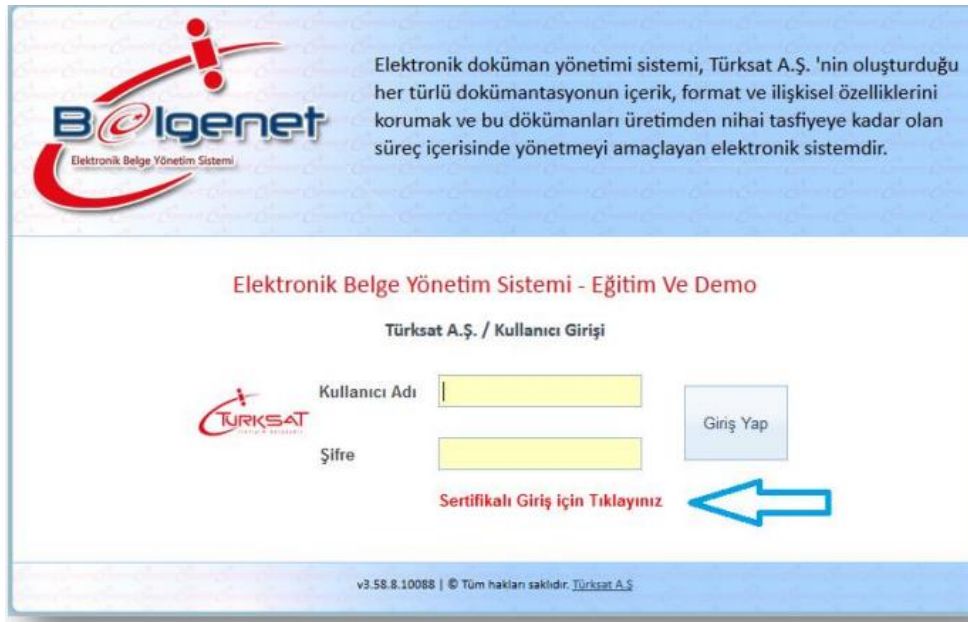 Elektronik doküman yönetimi sistemi, Türksat A.Ş. 'nin oluşturduğu
her türlü dokümantasyonun içerik, format ve ilişkisel özelliklerini
korumak ve bu dökümanları üretimden nihai tasfiyeye kadar olan
süreç içerisinde yönetmeyi amaçlayan elektronik sistemdir.
B@lgenet
Elektronik Belge Yönetim Sistemi
Elektronik Belge Yönetim Sistemi - Eğitim Ve Demo
Türksat A.Ş. / Kullanıcı Girişi
Kullanıcı Adı
TURKSAT
Giriş Yap
Şifre
Sertifikalı Giriş için Tıklayınız
v3.58.8.10088 | © Tüm hakları saklıdır. Türksat A.Ş